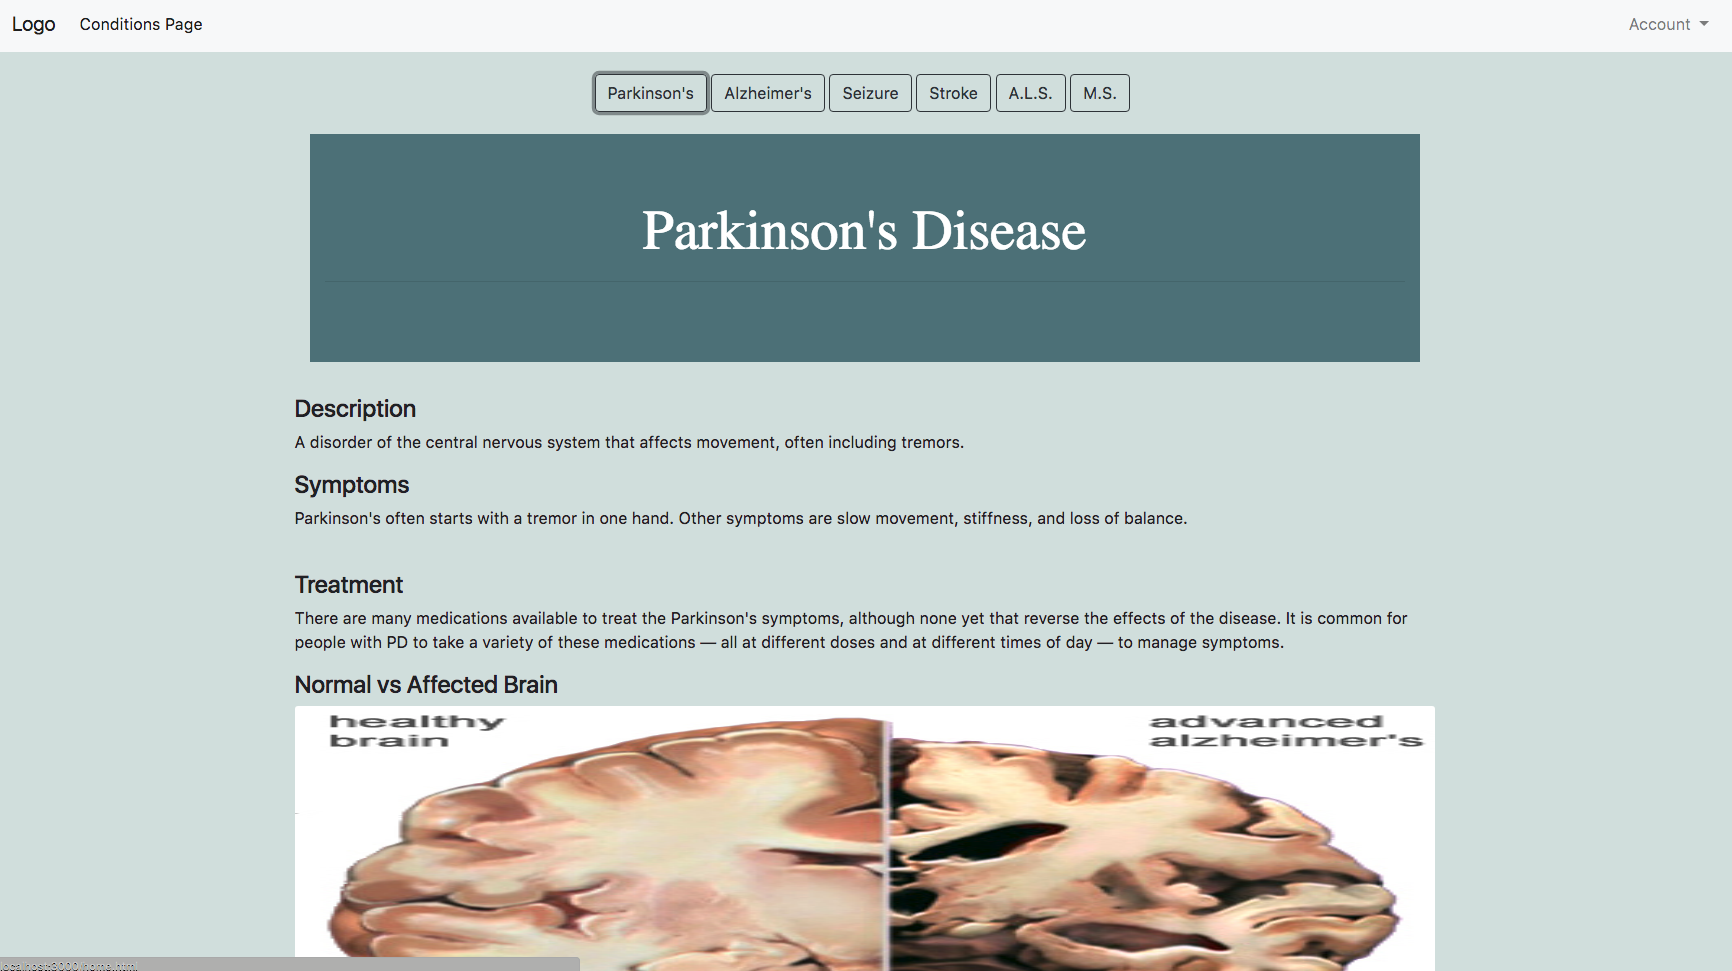 Logo Conditions Page Account
Parkinson's Alzheimer's Seizure Stroke A.L.S. M.S.
Parkinson's Disease
Description
A disorder of the central nervous system that affects movement, often including tremors.
Symptoms
Parkinson's often starts with a tremor in one hand. Other symptoms are slow movement, stiffness, and loss of balance.
Treatment
There are many medications available to treat the Parkinson's symptoms, although none yet that reverse the effects of the disease. It is common for
people with PD to take a variety of these medications — all at different doses and at different times of day — to manage symptoms.
Normal vs Affected Brain
healthy
brain
advanced
alzheimer's
localhost:3000/home.html